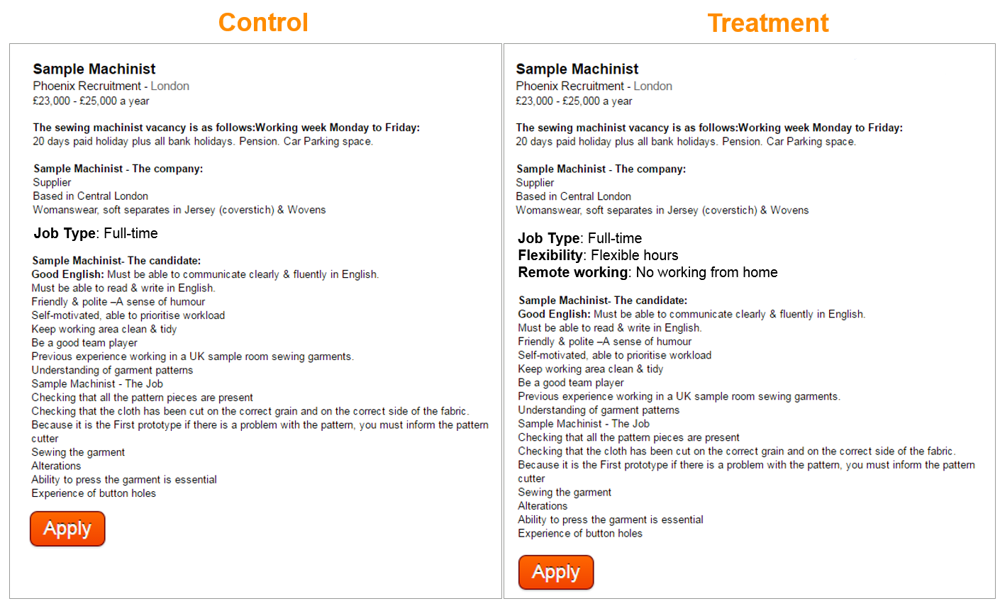 Control
Sample Machinist
Phoenix Recruitment - London
£23,000 - £25,000 a year
The sewing machinist vacancy is as follows:Working week Monday to Friday:
20 days paid holiday plus all bank holidays. Pension. Car Parking space.
Sample Machinist - The company:
Supplier
Based in Central London
Womanswear, soft separates in Jersey (coverstich) & Wovens
Job Type: Full-time
Sample Machinist- The candidate:
Good English: Must be able to communicate clearly & fluently in English.
Must be able to read & write in English.
Friendly & polite –A sense of humour
Self-motivated, able to prioritise workload
Keep working area clean & tidy
Be a good team player
Previous experience working in a UK sample room sewing garments.
Understanding of garment patterns
Sample Machinist - The Job
Checking that all the pattern pieces are present
Checking that the cloth has been cut on the correct grain and on the correct side of the fabric.
Because it is the First prototype if there is a problem with the pattern, you must inform the pattern
cutter
Sewing the garment
Alterations
Ability to press the garment is essential
Experience of button holes
Apply
Treatment
Sample Machinist
Phoenix Recruitment - London
£23,000 - £25,000 a year
The sewing machinist vacancy is as follows:Working week Monday to Friday:
20 days paid holiday plus all bank holidays. Pension. Car Parking space.
Sample Machinist - The company:
Supplier
Based in Central London
Womanswear, soft separates in Jersey (coverstich) & Wovens
Job Type: Full-time
Flexibility: Flexible hours
Remote working: No working from home
Sample Machinist- The candidate:
Good English: Must be able to communicate clearly & fluently in English.
Must be able to read & write in English.
Friendly & polite –A sense of humour
Self-motivated, able to prioritise workload
Keep working area clean & tidy
Be a good team player
Previous experience working in a UK sample room sewing garments.
Understanding of garment patterns
Sample Machinist - The Job
Checking that all the pattern pieces are present
Checking that the cloth has been cut on the correct grain and on the correct side of the fabric.
Because it is the First prototype if there is a problem with the pattern, you must inform the pattern
cutter
Sewing the garment
Alterations
Ability to press the garment is essential
Experience of button holes
Apply